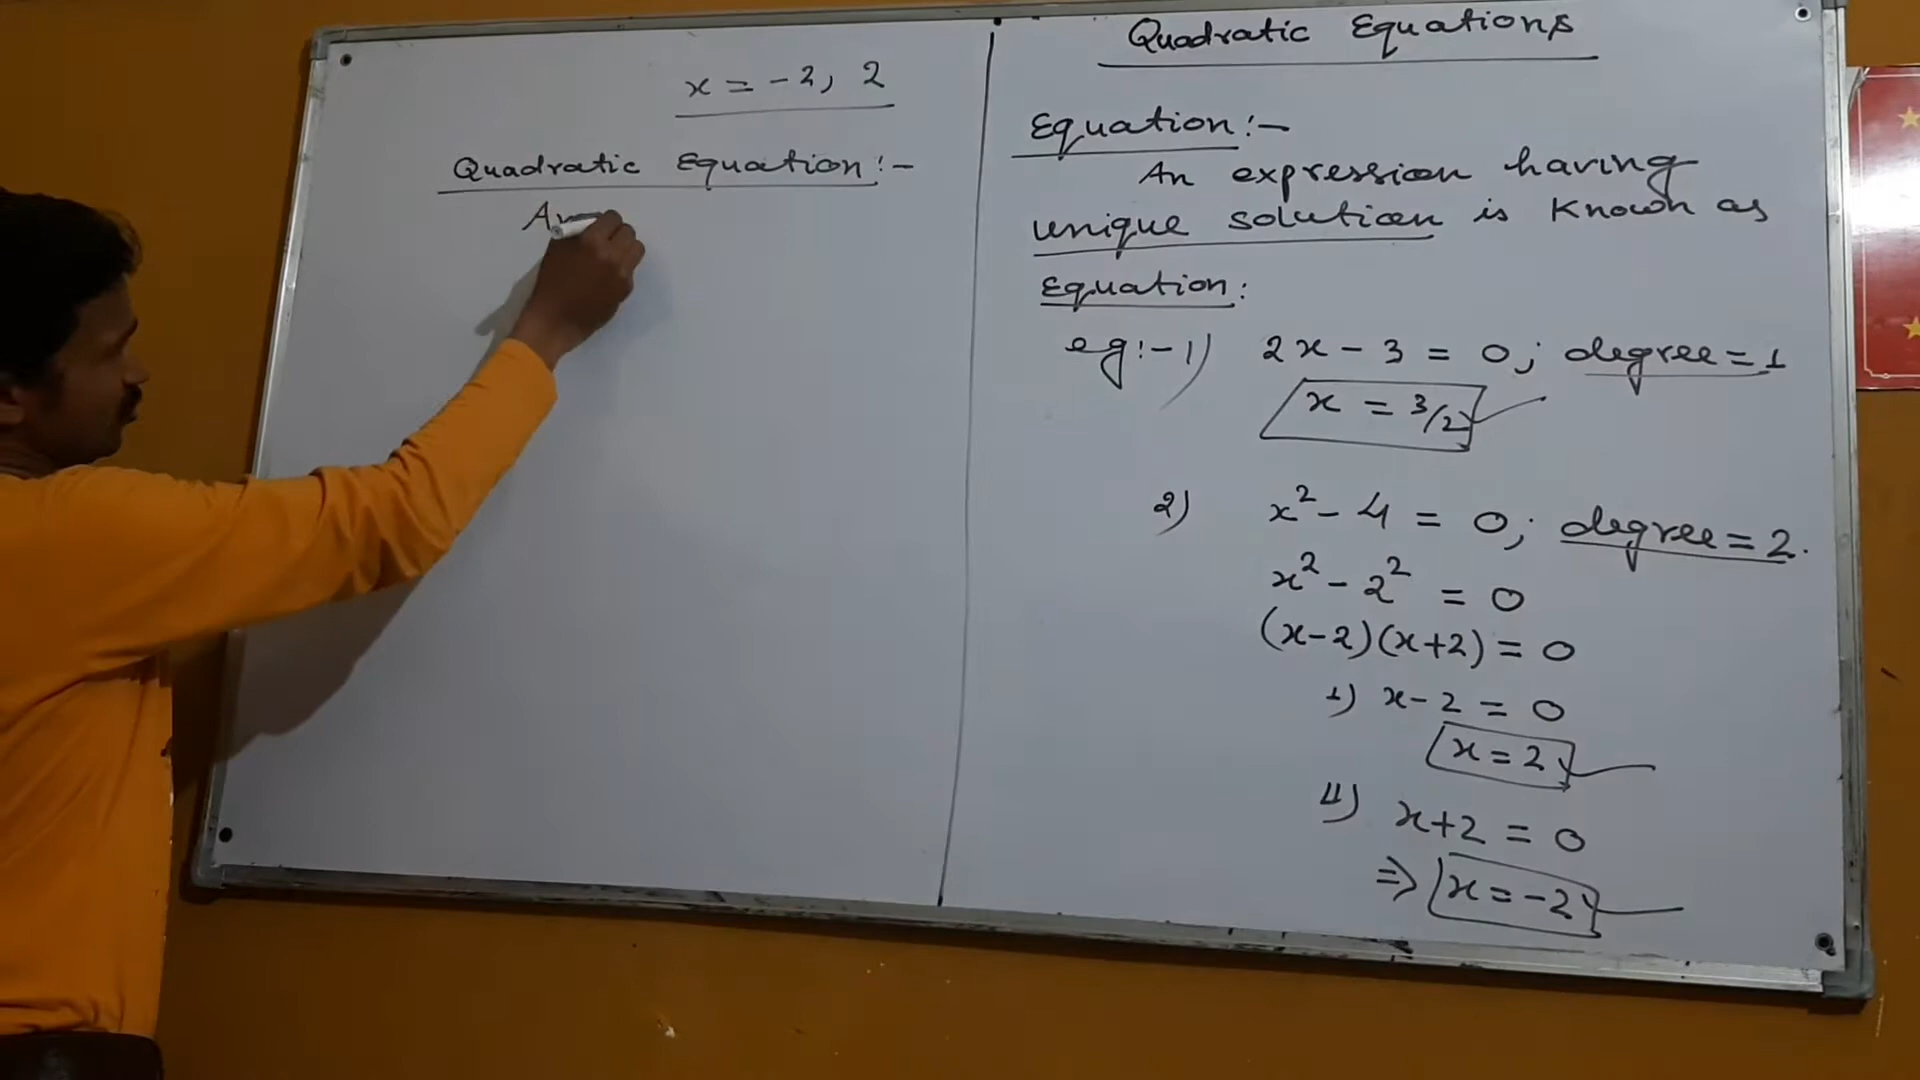 Quadratic Equations
Equation:-
An expression having
unique solution is known as
Equation:
eg:-1) 2x - 3 = 0; degree = 1
x = 3/2
2) x² - 4 = 0; degree = 2.
x² - 2² = 0
(x-2)(x+2) = 0
1) x - 2 = 0
x = 2
11) x+2 = 0
⇒ x = -2
x = -2, 2
Quadratic Equation:-
An